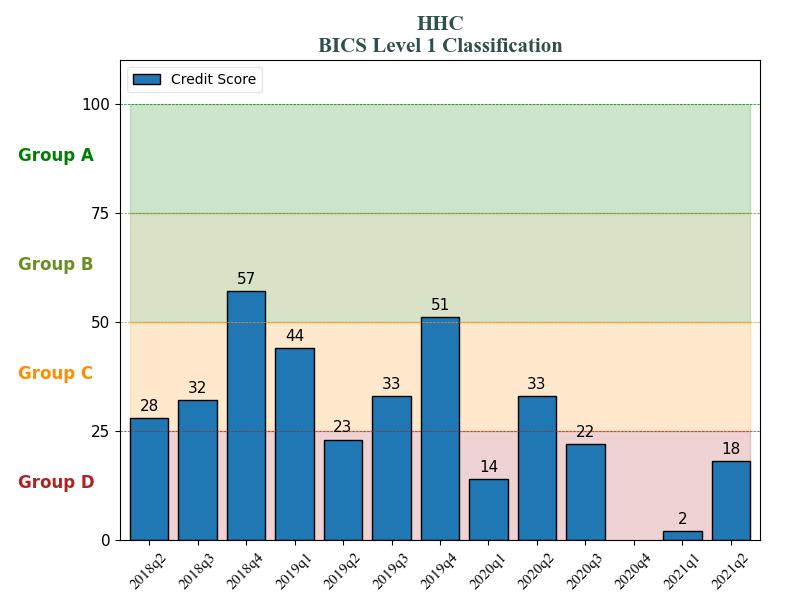 HHC
BICS Level 1 Classification
Credit Score
100
Group A
75
Group B
57
51
50
44
Group C
33
33
32
28
25
23
22
18
Group D
14
2
0
2018q2 2018q3 2018q4 2019q1 2019q2 2019q3 2019q4 2020q1 2020q2 2020q3 2020q4 2021q1 2021q2